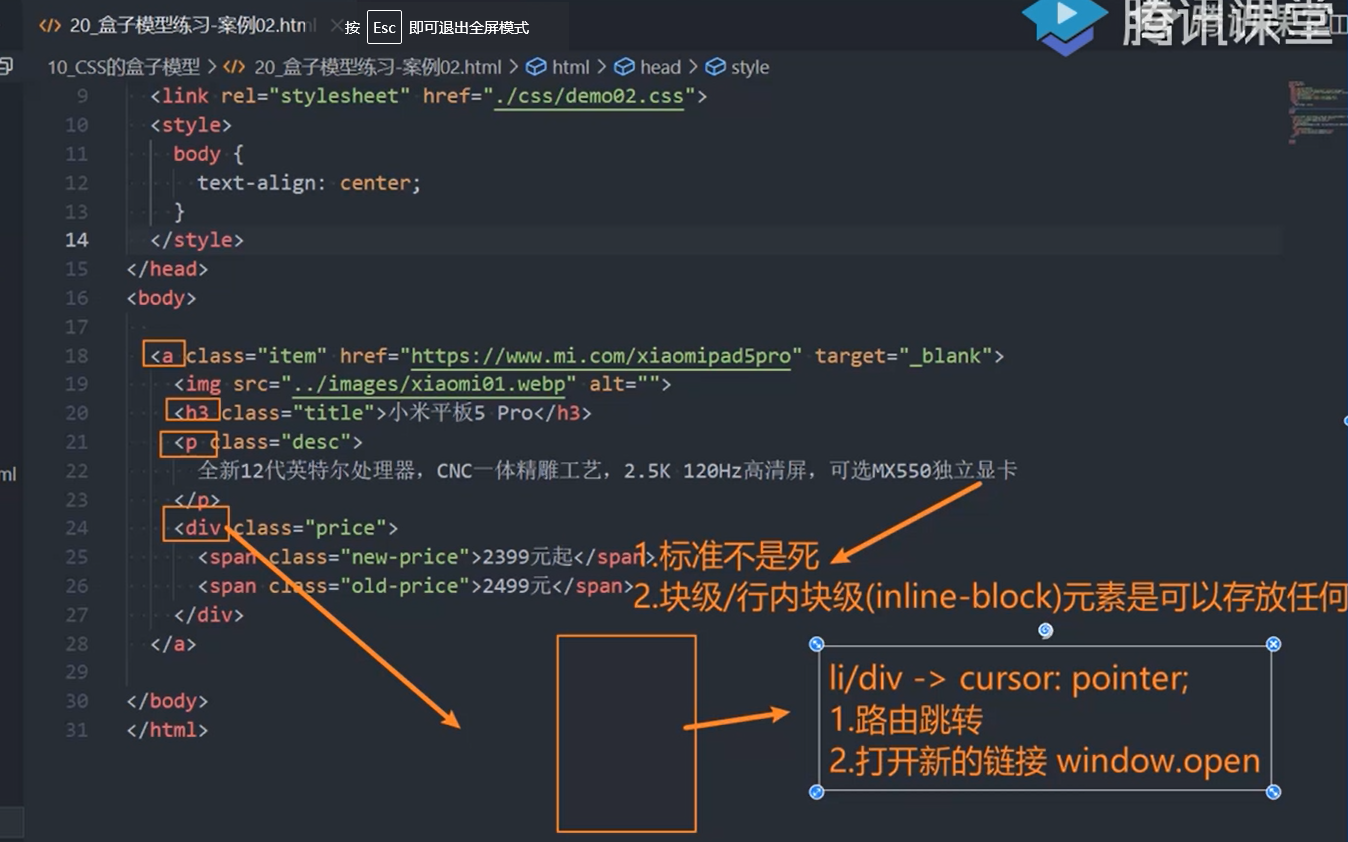 20_盒子模型练习-案例02.html
按 Esc 即可退出全屏模式
腾讯课堂
10_CSS的盒子模型 > 20_盒子模型练习-案例02.html > html > head > style
9 <link rel="stylesheet" href="./css/demo02.css">
10 <style>
11 body {
12 text-align: center;
13 }
14 </style>
15 </head>
16 <body>
17
18 <a class="item" href="https://www.mi.com/xiaomipad5pro" target="_blank">
19 <img src="../images/xiaomi01.webp" alt="">
20 <h3 class="title">小米平板5 Pro</h3>
21 <p class="desc">
22 全新12代英特尔处理器，CNC一体精雕工艺，2.5K 120Hz高清屏，可选MX550独立显卡
ml
23 </p>
24 <div class="price">
25 <span class="new-price">2399元起</span>
1.标准不是死
26 <span class="old-price">2499元</span>
2.块级/行内块级(inline-block)元素是可以存放任何
27 </div>
28 </a>
29
30 </body>
31 </html>
li/div -> cursor: pointer;
1.路由跳转
2.打开新的链接 window.open